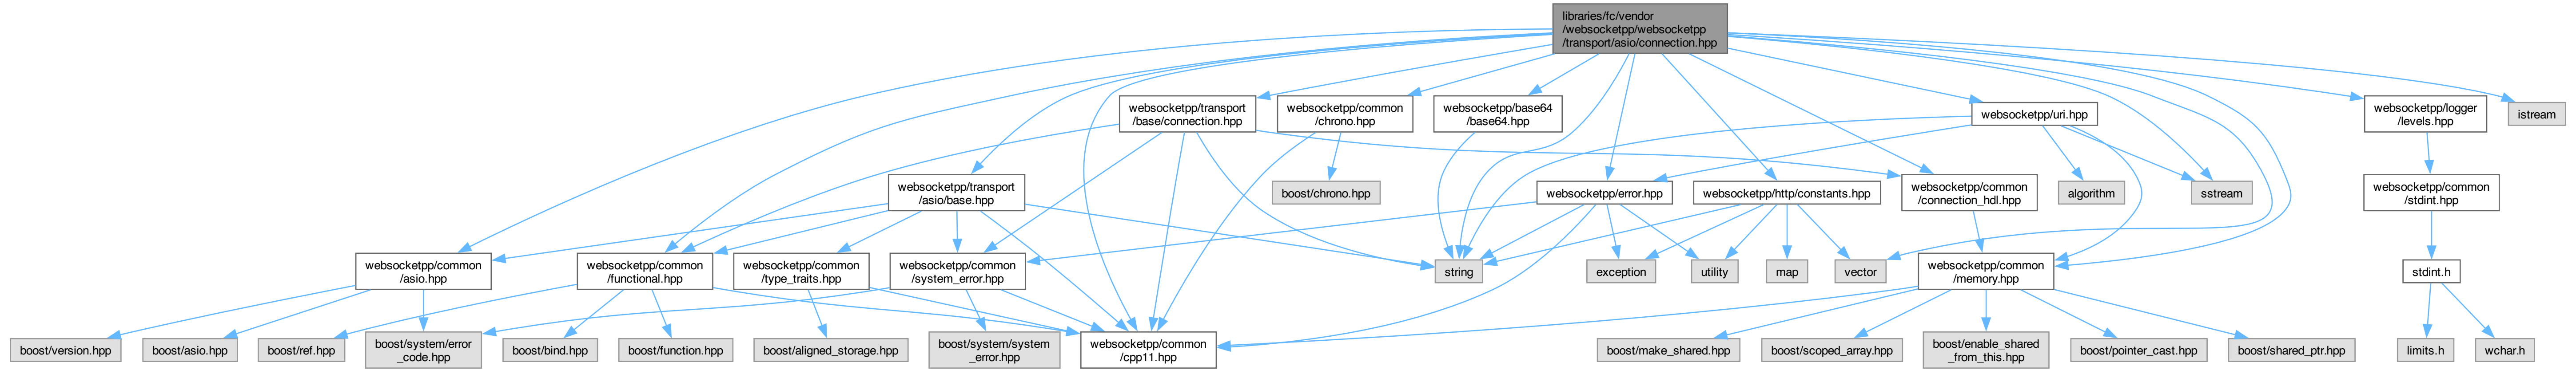 libraries/fc/vendor
/websocketpp/websocketpp
/transport/asio/connection.hpp
websocketpp/transport
/base/connection.hpp
websocketpp/common
/chrono.hpp
websocketpp/base64
/base64.hpp
websocketpp/uri.hpp
websocketpp/logger
/levels.hpp
istream
websocketpp/transport
/asio/base.hpp
boost/chrono.hpp
websocketpp/error.hpp
websocketpp/http/constants.hpp
websocketpp/common
/connection_hdl.hpp
algorithm
sstream
websocketpp/common
/stdint.hpp
websocketpp/common
/asio.hpp
websocketpp/common
/functional.hpp
websocketpp/common
/type_traits.hpp
websocketpp/common
/system_error.hpp
string
exception
utility
map
vector
websocketpp/common
/memory.hpp
stdint.h
boost/version.hpp
boost/asio.hpp
boost/ref.hpp
boost/system/error
_code.hpp
boost/bind.hpp
boost/function.hpp
boost/aligned_storage.hpp
boost/system/system
_error.hpp
websocketpp/common
/cpp11.hpp
boost/make_shared.hpp
boost/scoped_array.hpp
boost/enable_shared
_from_this.hpp
boost/pointer_cast.hpp
boost/shared_ptr.hpp
limits.h
wchar.h